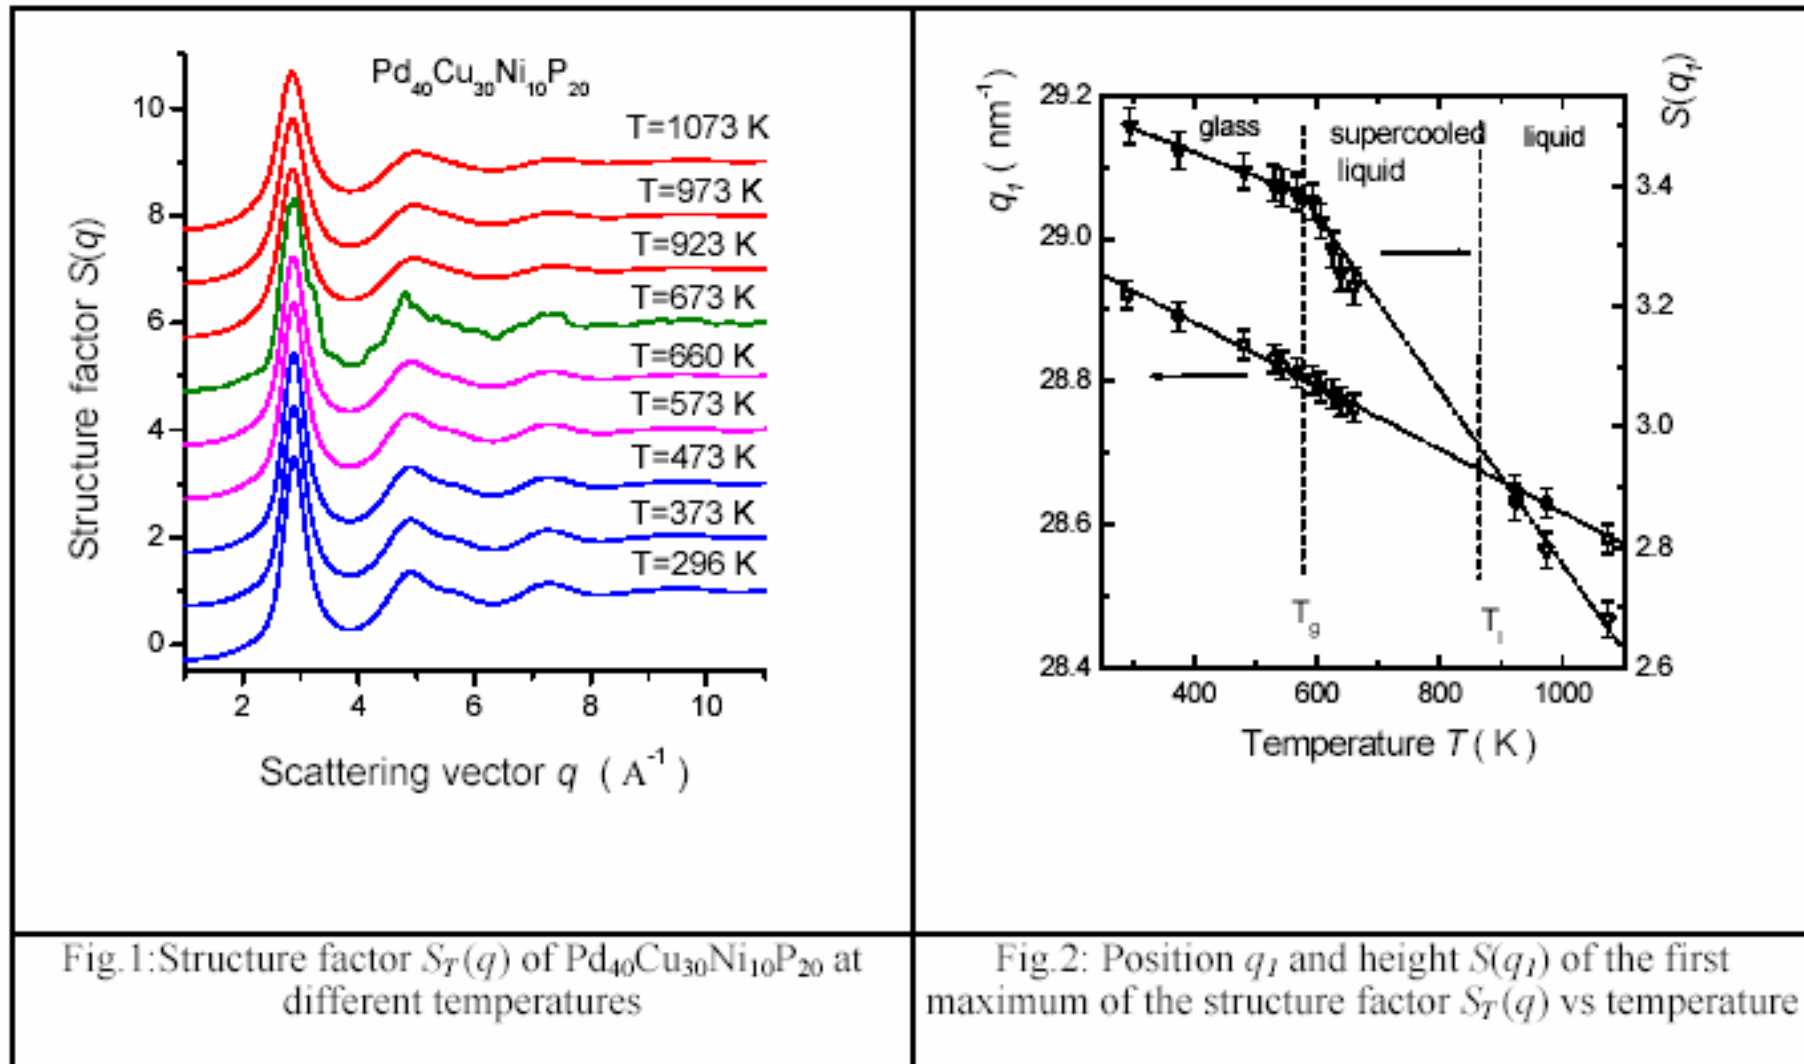 Pd₄₀Cu₃₀Ni₁₀P₂₀
10
8
6
4
2
0
T=1073 K
T=973 K
T=923 K
T=673 K
T=660 K
T=573 K
T=473 K
T=373 K
T=296 K
Structure factor S(q)
2 4 6 8 10
Scattering vector q ( A⁻¹ )
29.2
29.0
28.8
28.6
28.4
q₁ ( nm⁻¹ )
glass
supercooled
liquid
liquid
S(q₁)
3.4
3.2
3.0
2.8
2.6
T_g
T_l
400 600 800 1000
Temperature T ( K )
Fig.1:Structure factor S_T(q) of Pd₄₀Cu₃₀Ni₁₀P₂₀ at
different temperatures
Fig.2: Position q₁ and height S(q₁) of the first
maximum of the structure factor S_T(q) vs temperature